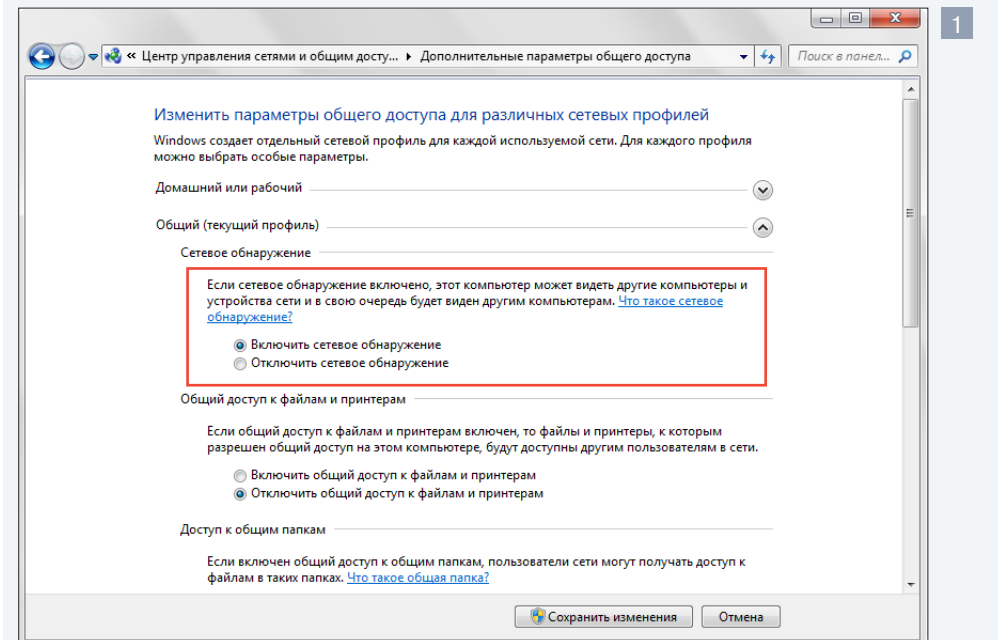 1
« Центр управления сетями и общим досту... Дополнительные параметры общего доступа Поиск в панел...
Изменить параметры общего доступа для различных сетевых профилей
Windows создает отдельный сетевой профиль для каждой используемой сети. Для каждого профиля
можно выбрать особые параметры.
Домашний или рабочий
Общий (текущий профиль)
Сетевое обнаружение
Если сетевое обнаружение включено, этот компьютер может видеть другие компьютеры и
устройства сети и в свою очередь будет виден другим компьютерам. Что такое сетевое
обнаружение?
Включить сетевое обнаружение
Отключить сетевое обнаружение
Общий доступ к файлам и принтерам
Если общий доступ к файлам и принтерам включен, то файлы и принтеры, к которым
разрешен общий доступ на этом компьютере, будут доступны другим пользователям в сети.
Включить общий доступ к файлам и принтерам
Отключить общий доступ к файлам и принтерам
Доступ к общим папкам
Если включен общий доступ к общим папкам, пользователи сети могут получать доступ к
файлам в таких папках. Что такое общая папка?
Сохранить изменения Отмена